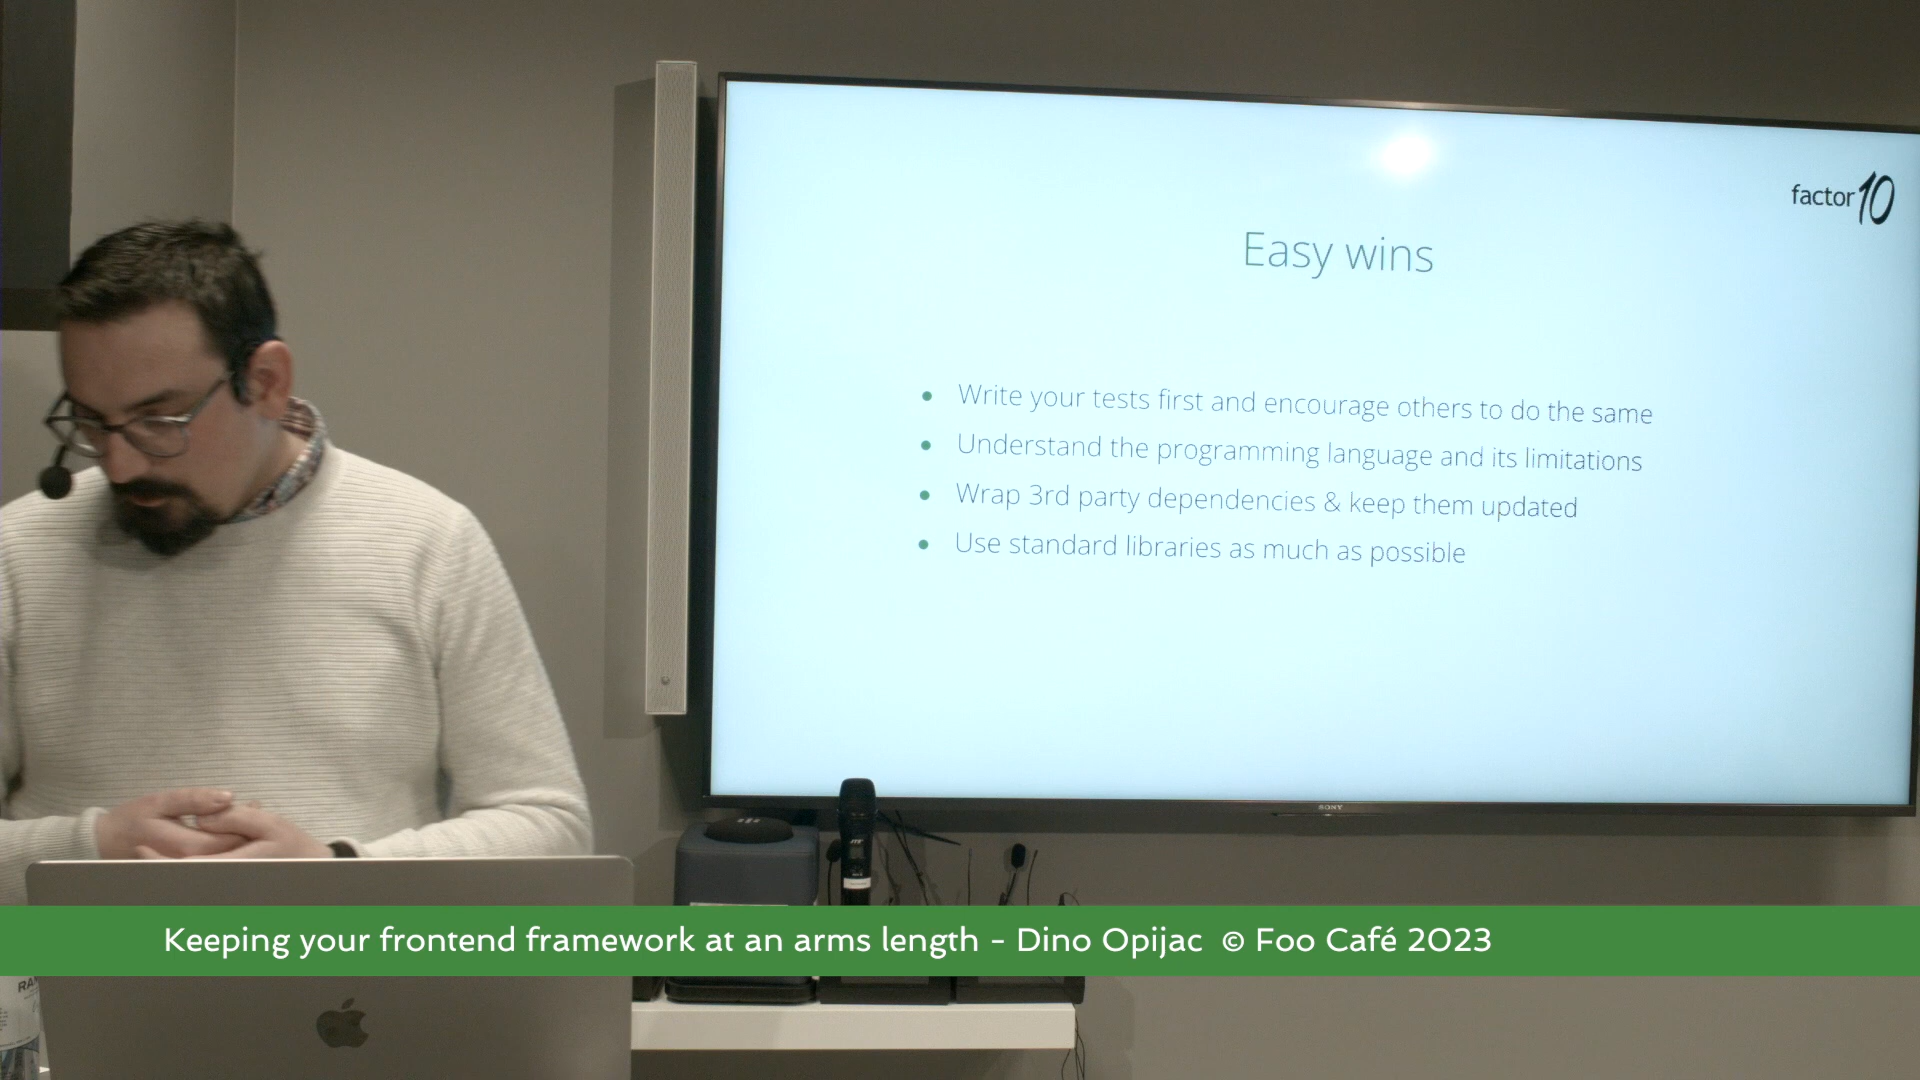 factor10
Easy wins
Write your tests first and encourage others to do the same
Understand the programming language and its limitations
Wrap 3rd party dependencies & keep them updated
Use standard libraries as much as possible
SONY
Keeping your frontend framework at an arms length - Dino Opijac © Foo Café 2023